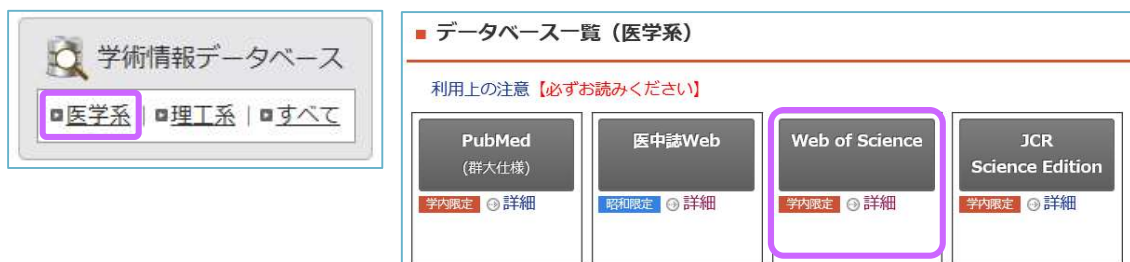 学術情報データベース
医学系 | 理工系 | すべて
■ データベース一覧（医学系）
利用上の注意【必ずお読みください】
PubMed
(群大仕様)
学内限定 詳細
医中誌Web
昭和限定 詳細
Web of Science
学内限定 詳細
JCR
Science Edition
学内限定 詳細